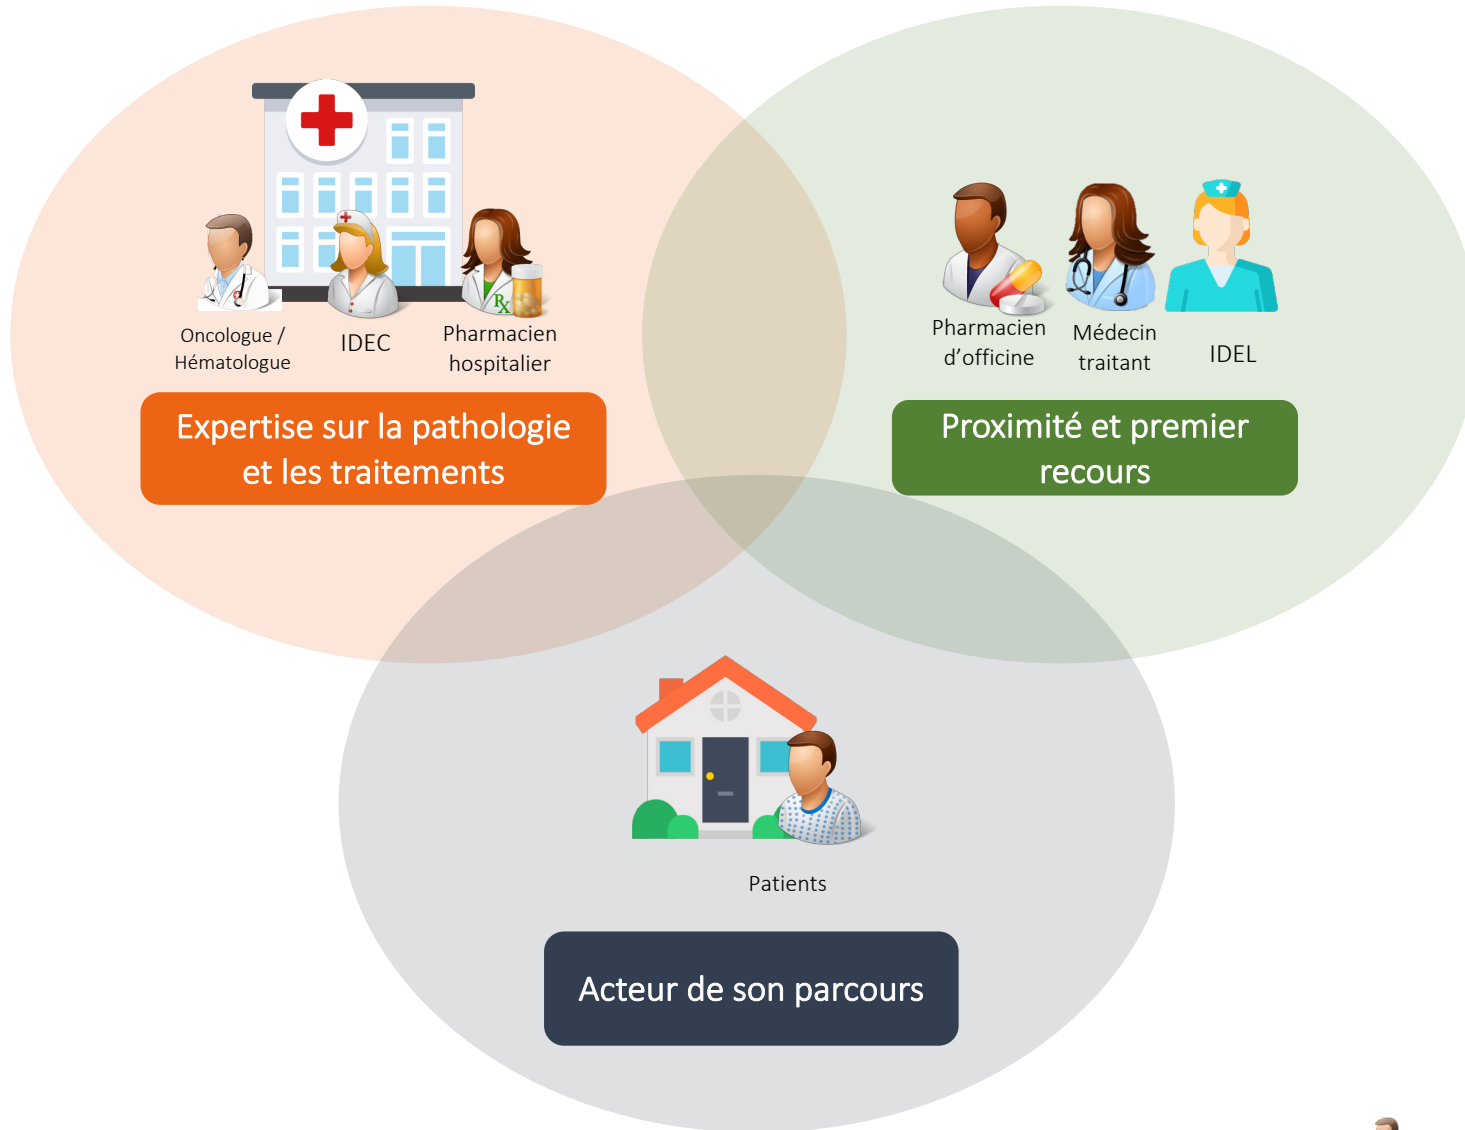 Oncologue /
Hématologue
IDEC
Pharmacien
hospitalier
Expertise sur la pathologie
et les traitements
Pharmacien
d’officine
Médecin
traitant
IDEL
Proximité et premier
recours
Patients
Acteur de son parcours
Rx